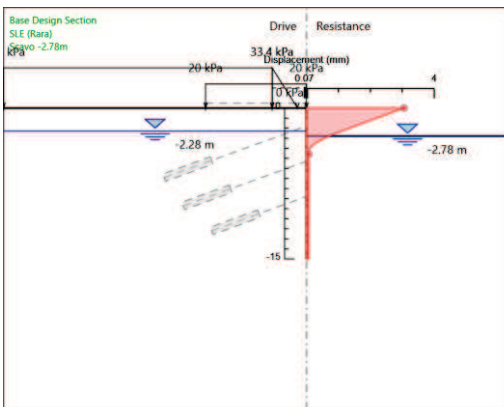 Base Design Section
SLE (Rara)
Scavo -2.78m
Drive
Resistance
kPa
33.4 kPa
Displacement (mm)
20 kPa
20 kPa
0.07
4
0 kPa
0
-2.28 m
-2.78 m
-15